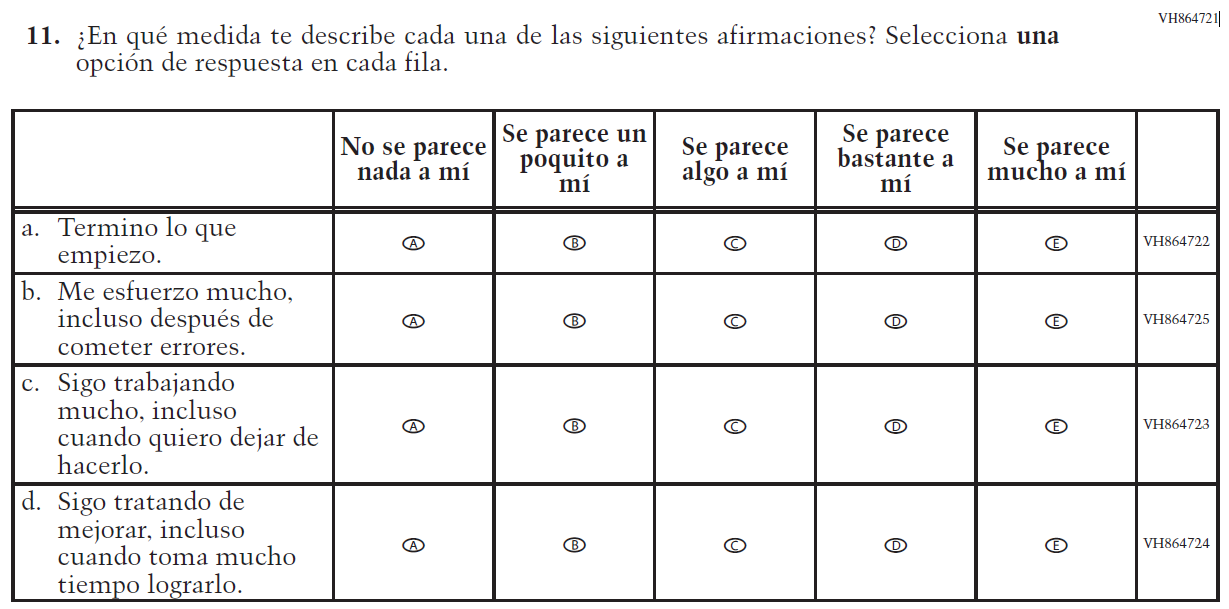 VH864721
11. ¿En qué medida te describe cada una de las siguientes afirmaciones? Selecciona una
opción de respuesta en cada fila.
No se parece
nada a mí
Se parece un
poquito a
mí
Se parece
algo a mí
Se parece
bastante a
mí
Se parece
mucho a mí
a. Termino lo que
empiezo.
A B C D E VH864722
b. Me esfuerzo mucho,
incluso después de
cometer errores.
A B C D E VH864725
c. Sigo trabajando
mucho, incluso
cuando quiero dejar de
hacerlo.
A B C D E VH864723
d. Sigo tratando de
mejorar, incluso
cuando toma mucho
tiempo lograrlo.
A B C D E VH864724